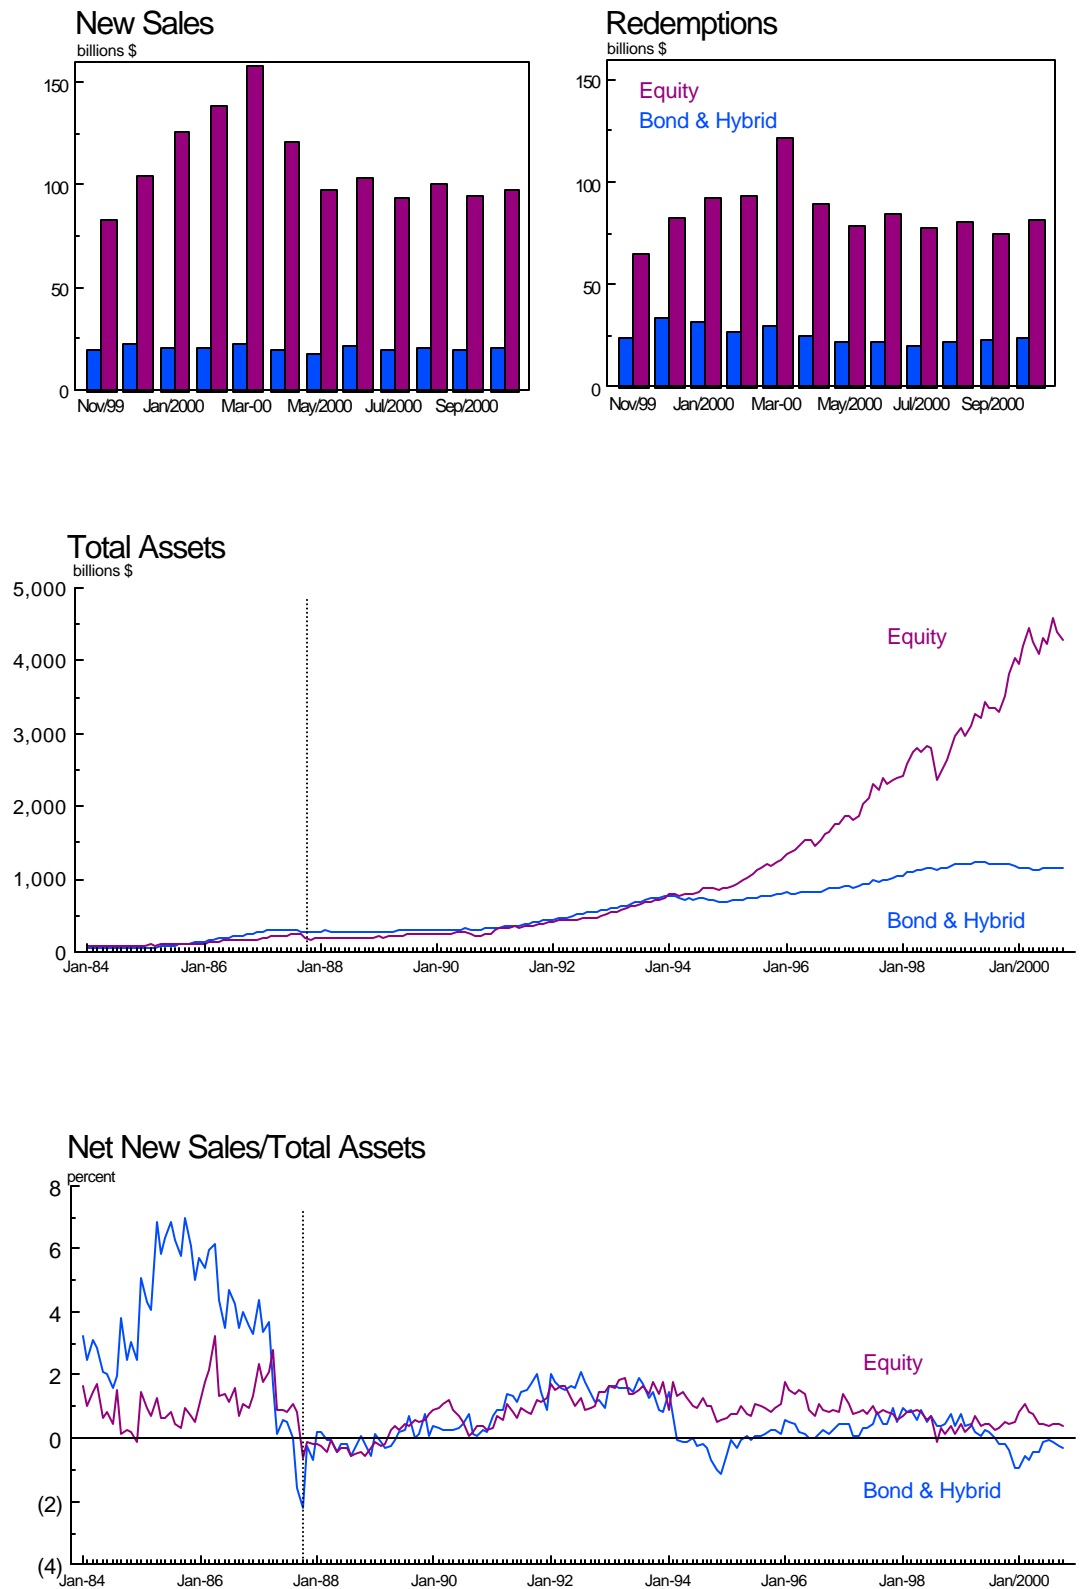 New Sales
billions $
150
100
50
0
Nov/99 Jan/2000 Mar-00 May/2000 Jul/2000 Sep/2000
Redemptions
billions $
Equity
Bond & Hybrid
150
100
50
0
Nov/99 Jan/2000 Mar-00 May/2000 Jul/2000 Sep/2000
Total Assets
billions $
5,000
4,000
3,000
2,000
1,000
0
Equity
Bond & Hybrid
Jan-84 Jan-86 Jan-88 Jan-90 Jan-92 Jan-94 Jan-96 Jan-98 Jan/2000
Net New Sales/Total Assets
percent
8
6
4
2
0
(2)
(4)
Equity
Bond & Hybrid
Jan-84 Jan-86 Jan-88 Jan-90 Jan-92 Jan-94 Jan-96 Jan-98 Jan/2000